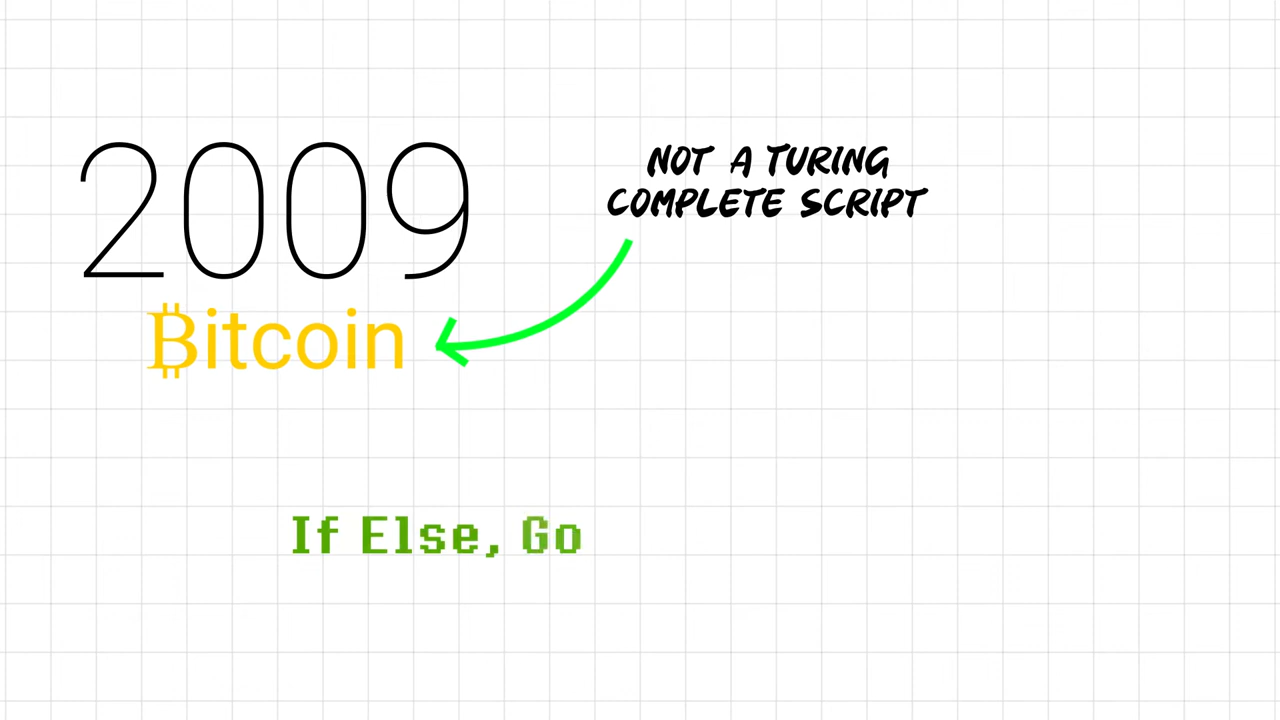 2009
NOT A TURING
COMPLETE SCRIPT
₿itcoin
If Else, Go